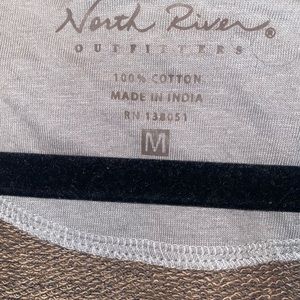 North River®
OUTFITTERS
100% COTTON
MADE IN INDIA
RN 138051
M